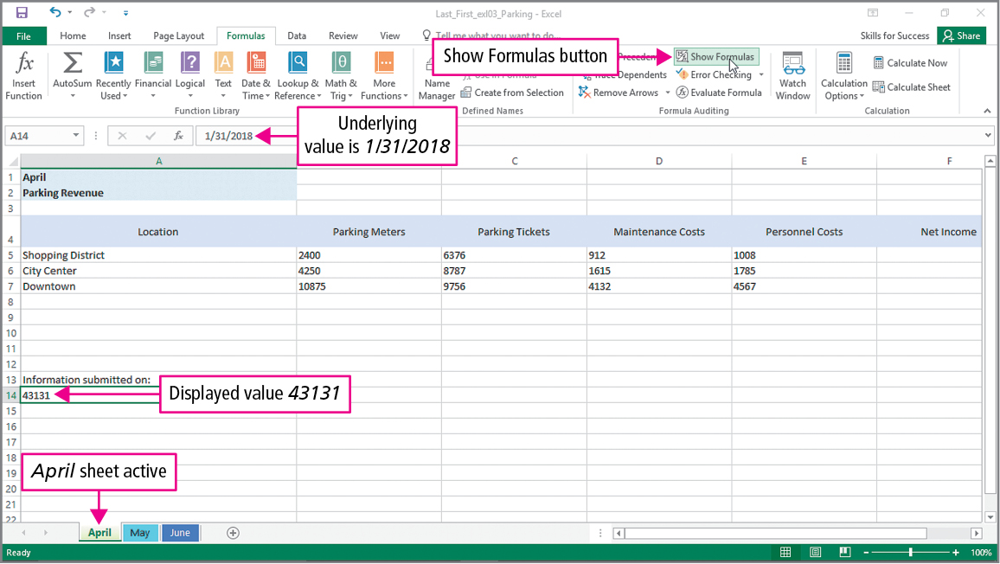 Last_First_exl03_Parking - Excel
File Home Insert Page Layout Formulas Data Review View Tell me what you want to do... Skills for Success Share
Show Formulas button
Insert Function
AutoSum
Recently Used
Financial
Logical
Text
Date & Time
Lookup & Reference
Math & Trig
More Functions
Function Library
Name Manager
Use in Formula
Create from Selection
Defined Names
Trace Dependents
Remove Arrows
Show Formulas
Error Checking
Evaluate Formula
Formula Auditing
Watch Window
Calculation Options
Calculate Now
Calculate Sheet
Calculation
A14 fx 1/31/2018
Underlying
value is 1/31/2018
A C D E F
1 April
2 Parking Revenue
3
4 Location Parking Meters Parking Tickets Maintenance Costs Personnel Costs Net Income
5 Shopping District 2400 6376 912 1008
6 City Center 4250 8787 1615 1785
7 Downtown 10875 9756 4132 4567
8
9
10
11
12
13 Information submitted on:
14 43131
Displayed value 43131
15
16
17
18
April sheet active
19
20
21
22
April May June
Ready 100%